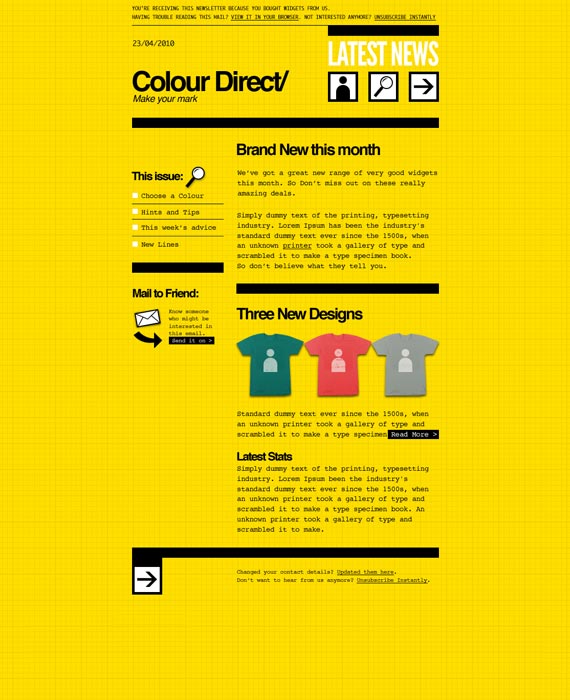 YOU'RE RECEIVING THIS NEWSLETTER BECAUSE YOU BOUGHT WIDGETS FROM US.
HAVING TROUBLE READING THIS MAIL? VIEW IT IN YOUR BROWSER. NOT INTERESTED ANYMORE? UNSUBSCRIBE INSTANTLY
23/04/2010
LATEST NEWS
Colour Direct/
Make your mark
This issue:
Choose a Colour
Hints and Tips
This week's advice
New Lines
Mail to Friend:
Know someone
who might be
interested in
this email.
Send it on >
Brand New this month
We've got a great new range of very good widgets
this month. So Don't miss out on these really
amazing deals.
Simply dummy text of the printing, typesetting
industry. Lorem Ipsum has been the industry's
standard dummy text ever since the 1500s, when
an unknown printer took a gallery of type and
scrambled it to make a type specimen book.
So don't believe what they tell you.
Three New Designs
Standard dummy text ever since the 1500s, when
an unknown printer took a gallery of type and
scrambled it to make a type specimen Read More >
Latest Stats
Simply dummy text of the printing, typesetting
industry. Lorem Ipsum been the industry's
standard dummy text ever since the 1500s, when
an unknown printer took a gallery of type and
scrambled it to make a type specimen book. An
unknown printer took a gallery of type and
scrambled it to make.
Changed your contact details? Updated them here.
Don't want to hear from us anymore? Unsubscribe Instantly.